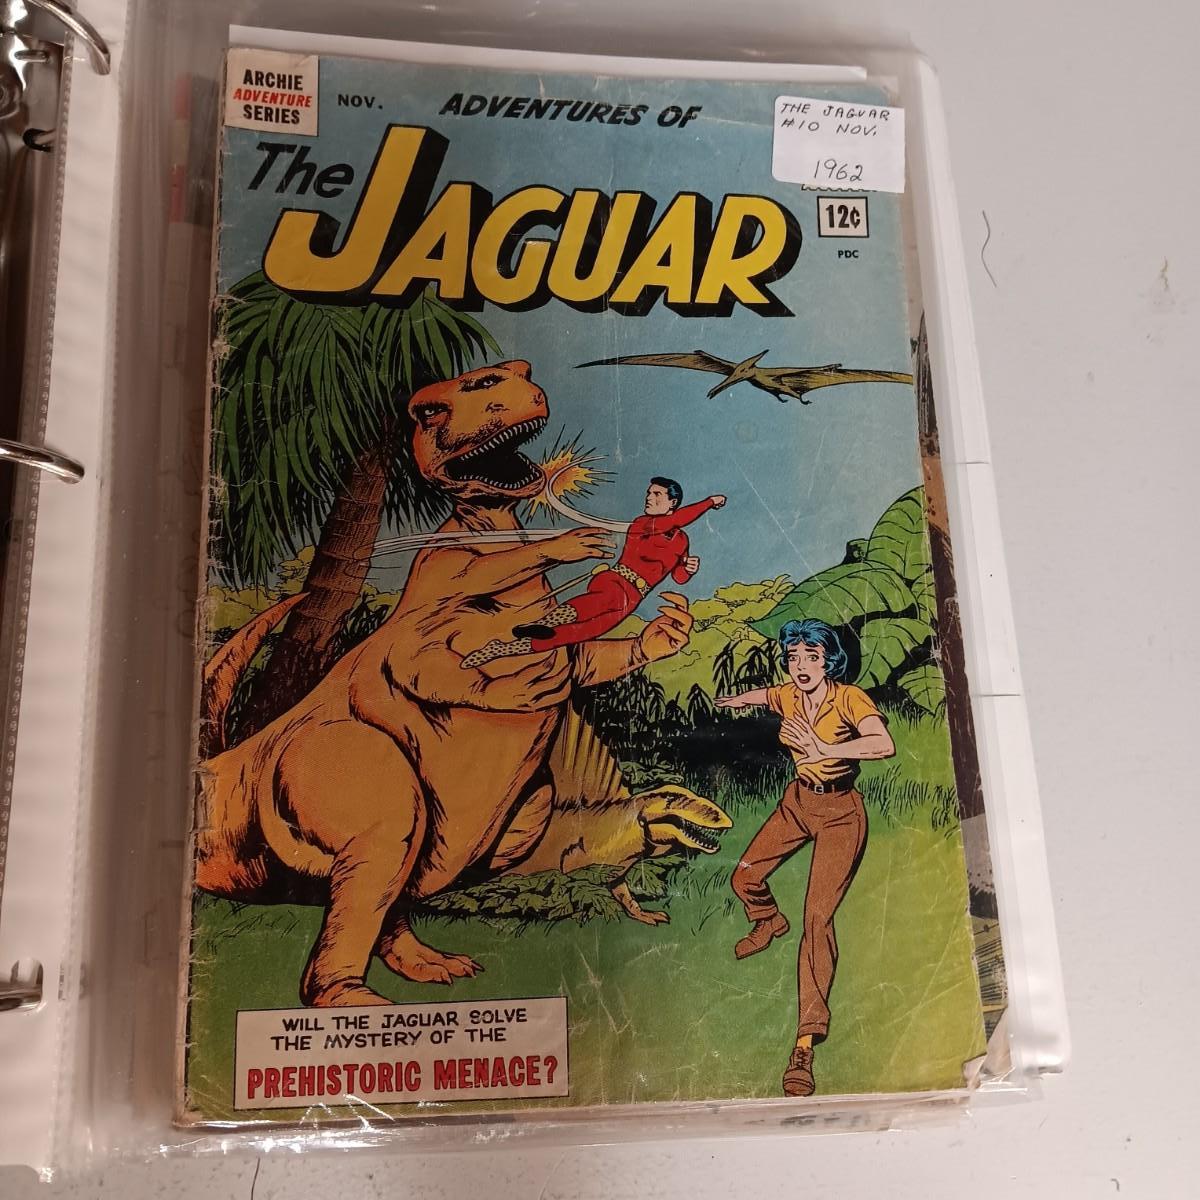 ARCHIE
ADVENTURE
SERIES
NOV.
ADVENTURES OF
The JAGUAR
THE JAGUAR
#10 NOV.
1962
12¢
PDC
WILL THE JAGUAR SOLVE
THE MYSTERY OF THE
PREHISTORIC MENACE?